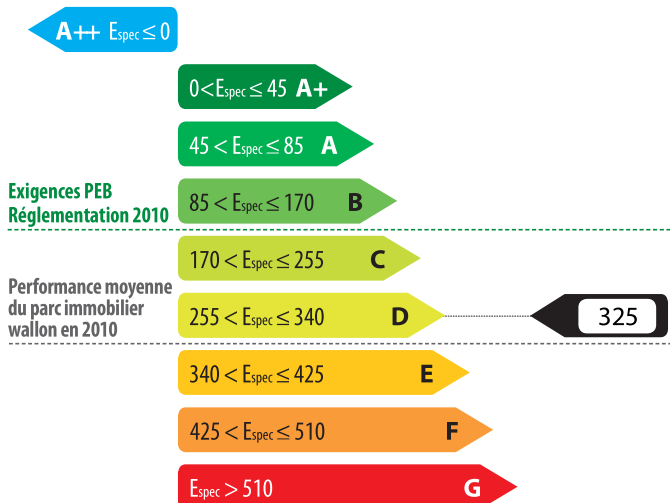 A++ Espec ≤ 0
0 < Espec ≤ 45 A+
45 < Espec ≤ 85 A
Exigences PEB
Réglementation 2010
85 < Espec ≤ 170 B
170 < Espec ≤ 255 C
Performance moyenne
du parc immobilier
wallon en 2010
255 < Espec ≤ 340 D
325
340 < Espec ≤ 425 E
425 < Espec ≤ 510 F
Espec > 510 G